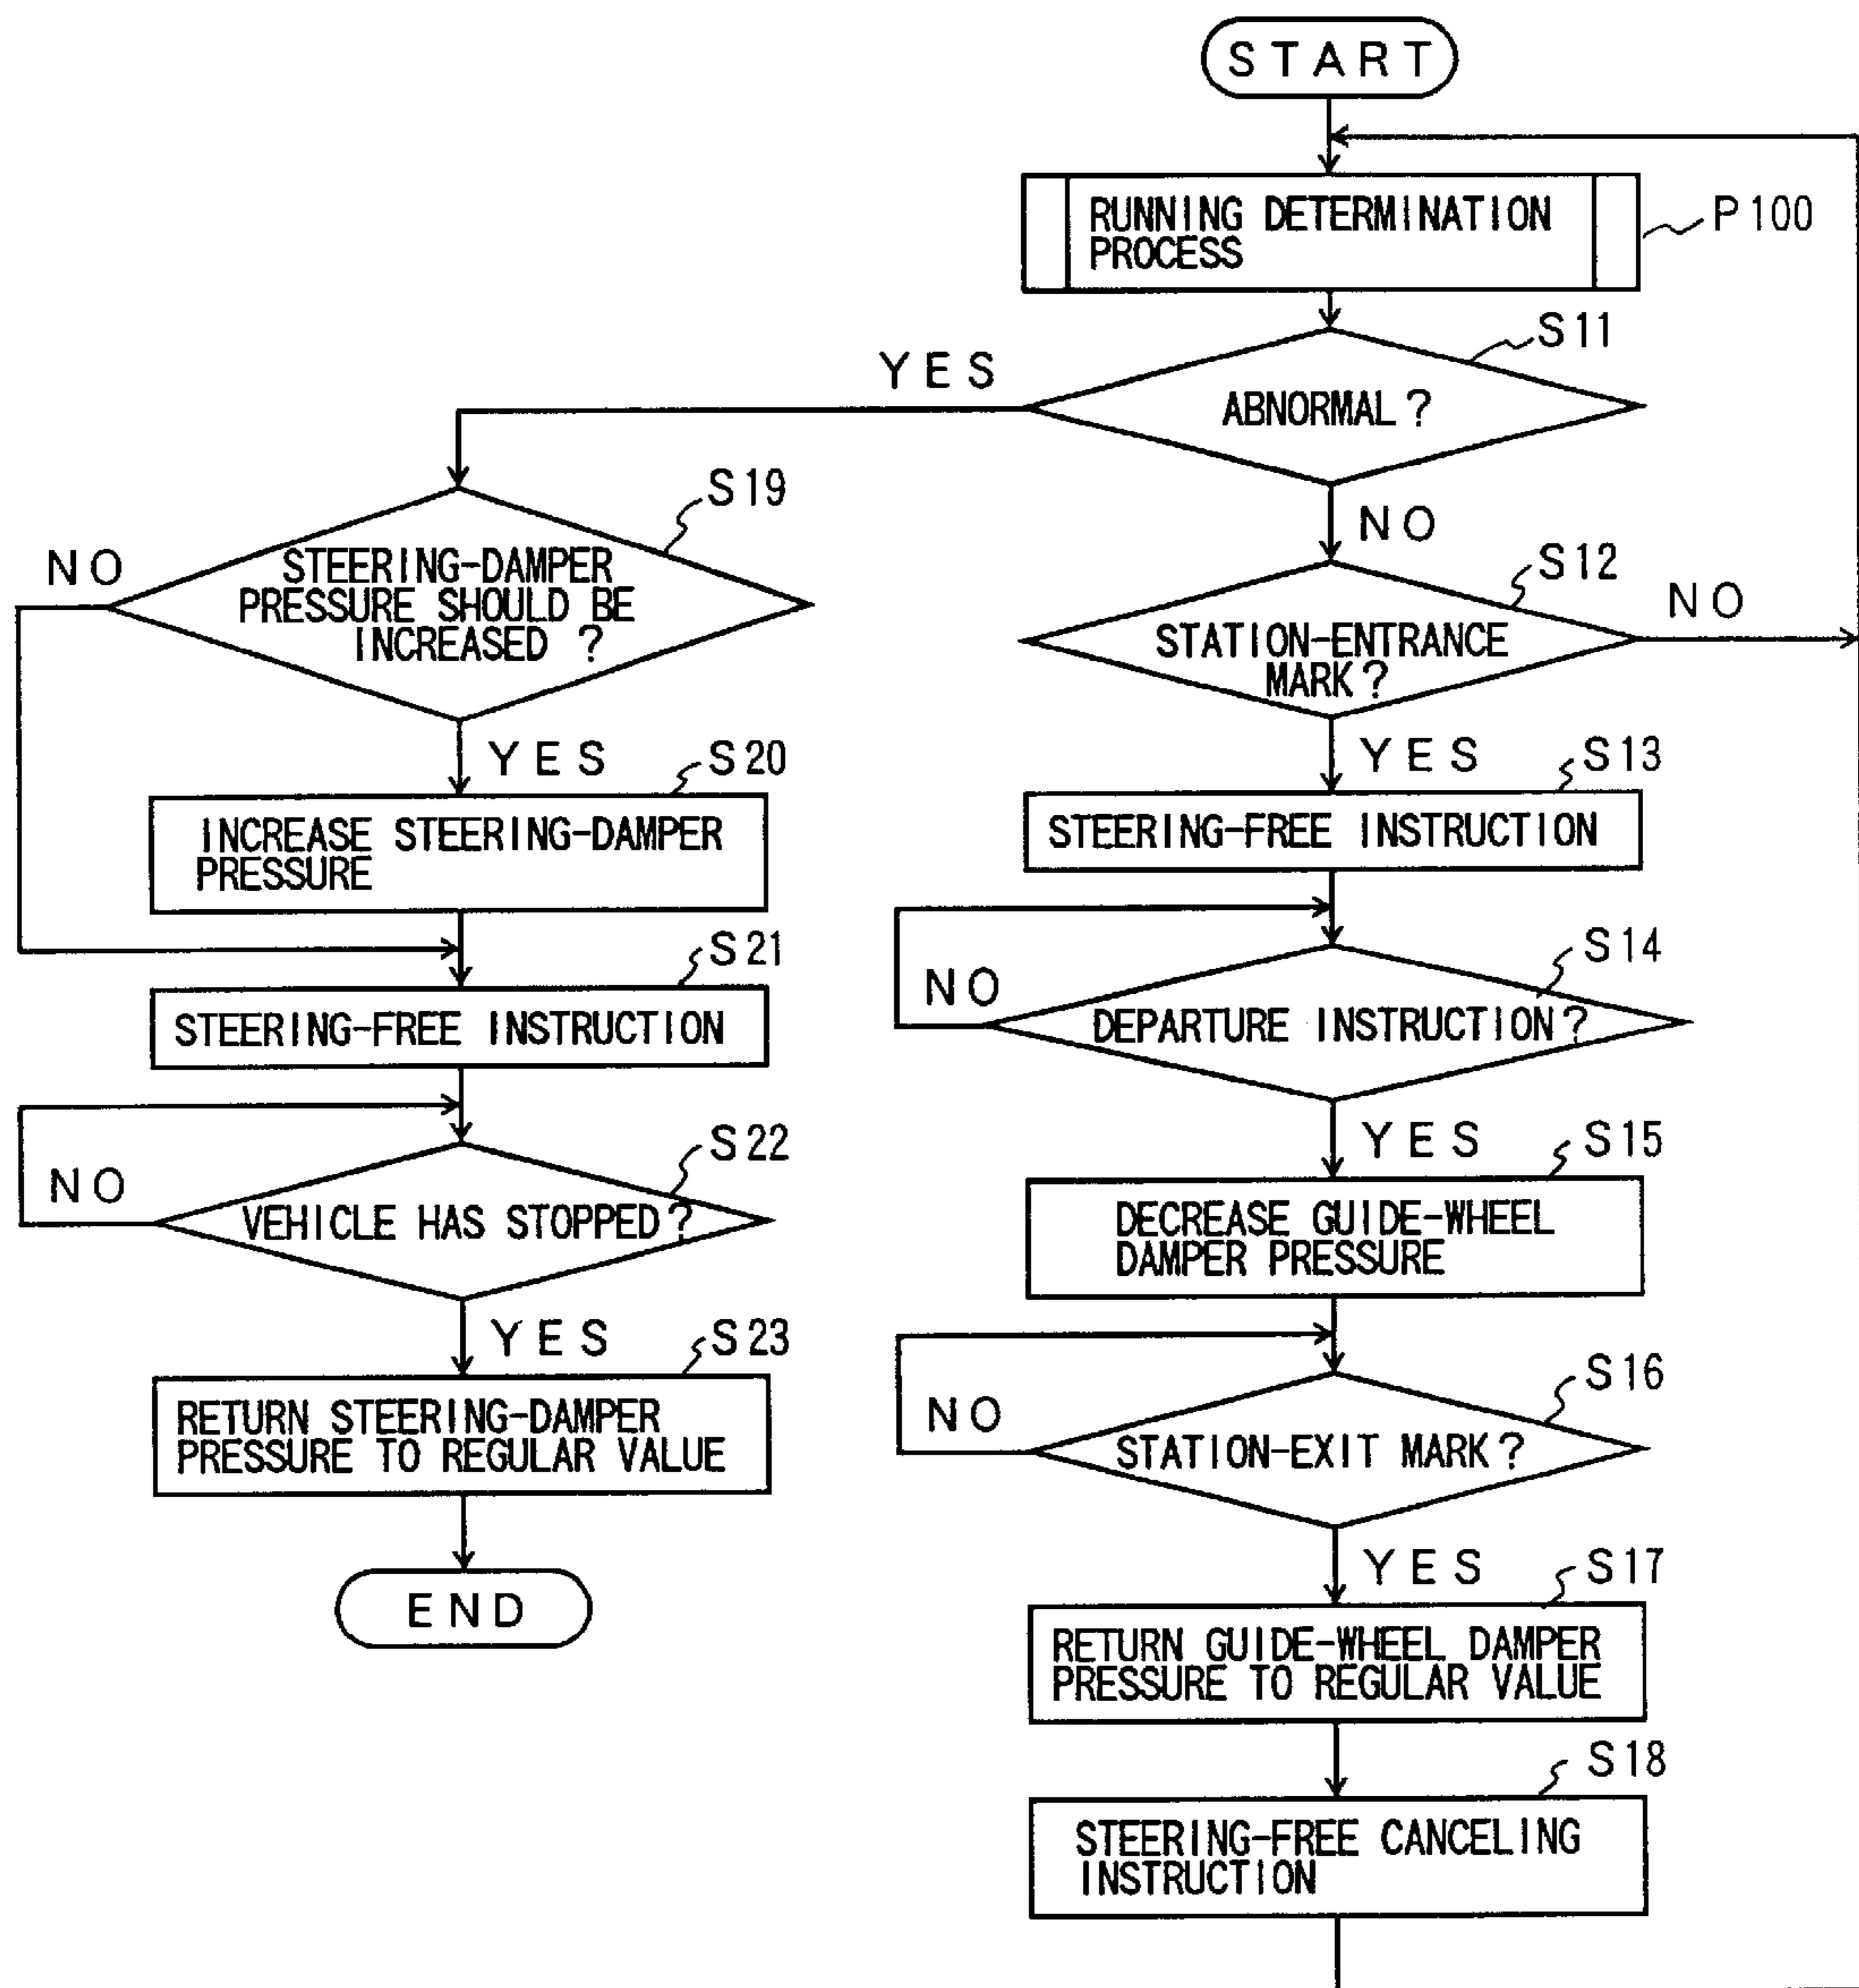 START
RUNNING DETERMINATION
PROCESS
P100
S11
YES
ABNORMAL?
NO
S19
NO
STEERING-DAMPER
PRESSURE SHOULD BE
INCREASED ?
S12
NO
STATION-ENTRANCE
MARK?
YES
S20
YES
S13
INCREASE STEERING-DAMPER
PRESSURE
STEERING-FREE INSTRUCTION
S21
STEERING-FREE INSTRUCTION
S14
NO
DEPARTURE INSTRUCTION?
S22
NO
VEHICLE HAS STOPPED?
YES
S15
DECREASE GUIDE-WHEEL
DAMPER PRESSURE
YES
S23
RETURN STEERING-DAMPER
PRESSURE TO REGULAR VALUE
S16
NO
STATION-EXIT MARK?
END
YES
S17
RETURN GUIDE-WHEEL DAMPER
PRESSURE TO REGULAR VALUE
S18
STEERING-FREE CANCELING
INSTRUCTION